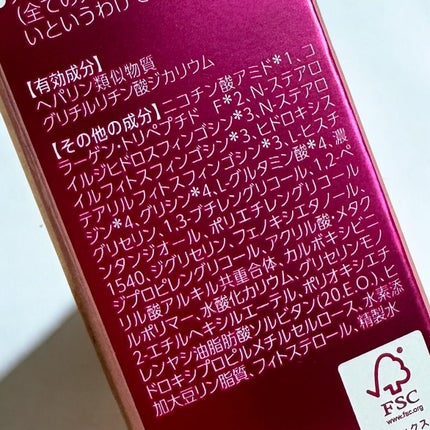 (全ての
いというわけ
【有効成分】
ヘパリン類似物質
グリチルリチン酸ジカリウム
【その他の成分】ニコチン酸アミド*1、コ
ラーゲン・トリペプチド F*2、N-ステアロ
イルジヒドロスフィンゴシン*3、N-ステアロ
イルフィトスフィンゴシン*3、ヒドロキシス
テアリルフィトスフィンゴシン*3、L-ヒスチ
ジン*4、グリシン*4、L-グルタミン酸*4、濃
グリセリン、1,3-ブチレングリコール、1,2-ペ
ンタンジオール、ポリエチレングリコール
1540、ジグリセリン、フェノキシエタノール、
ジプロピレングリコール、アクリル酸・メタク
リル酸アルキル共重合体、カルボキシビニ
ルポリマー、水酸化カリウム、グリセリンモノ
2-エチルヘキシルエーテル、ポリオキシエチ
レンヤシ油脂肪酸ソルビタン(20.E.O.)、ヒ
ドロキシプロピルメチルセルロース、水素添
加大豆リン脂質、フィトステロール、精製水
FSC
www.fsc.org
ックス